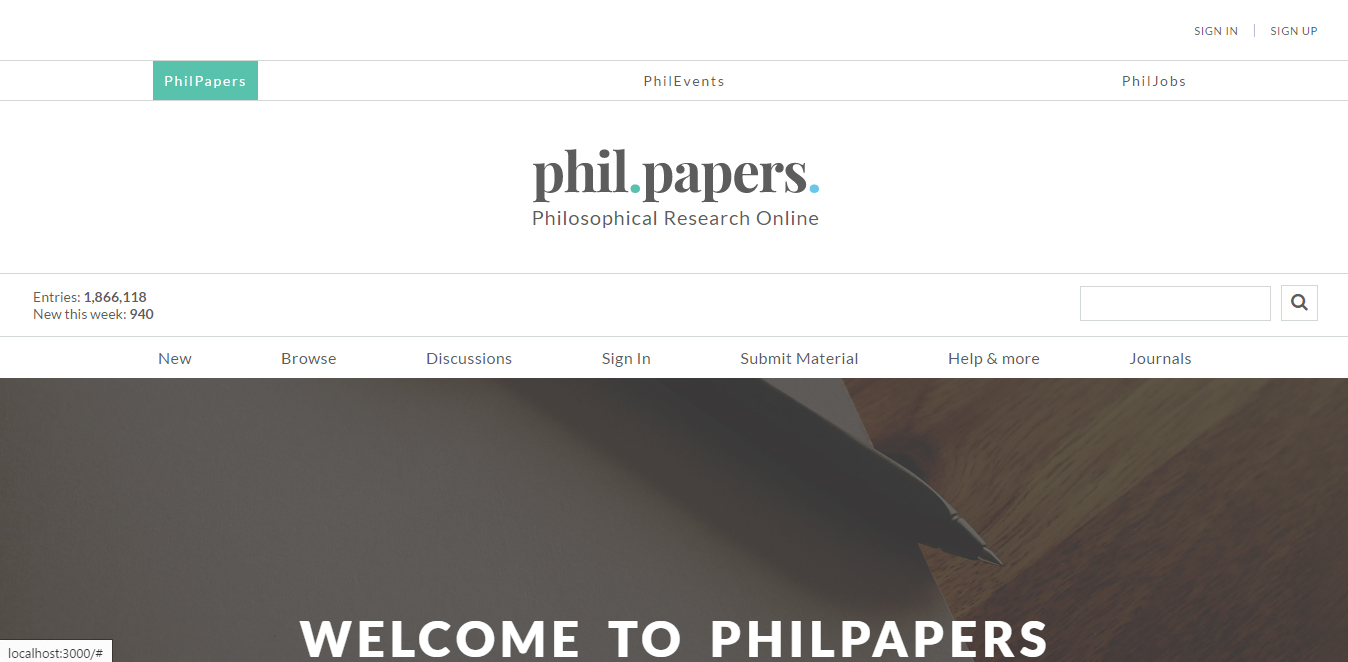 SIGN IN | SIGN UP
PhilPapers PhilEvents PhilJobs
phil.papers.
Philosophical Research Online
Entries: 1,866,118
New this week: 940
New Browse Discussions Sign In Submit Material Help & more Journals
WELCOME TO PHILPAPERS
localhost:3000/#